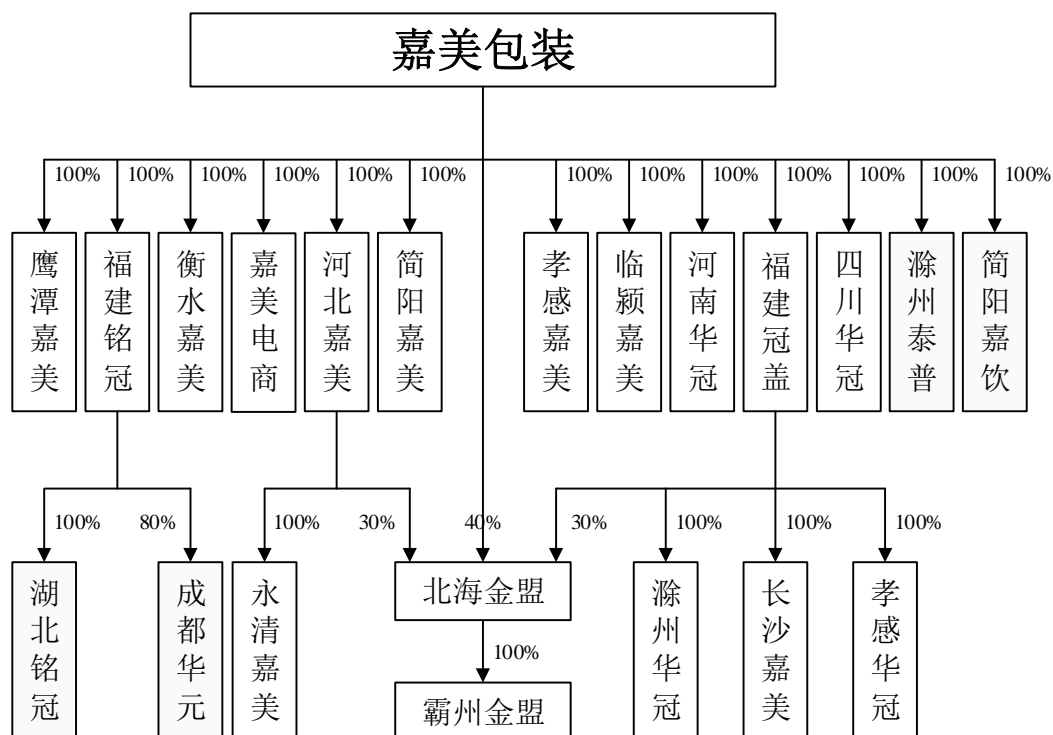 嘉美包装
100% 100% 100% 100% 100% 100% 100% 100% 100% 100% 100% 100% 100%
鹰潭嘉美
福建铭冠
衡水嘉美
嘉美电商
河北嘉美
简阳嘉美
孝感嘉美
临颍嘉美
河南华冠
福建冠盖
四川华冠
滁州泰普
简阳嘉饮
100% 80% 100% 30% 40% 30% 100% 100% 100%
湖北铭冠
成都华元
永清嘉美
北海金盟
滁州华冠
长沙嘉美
孝感华冠
100%
霸州金盟